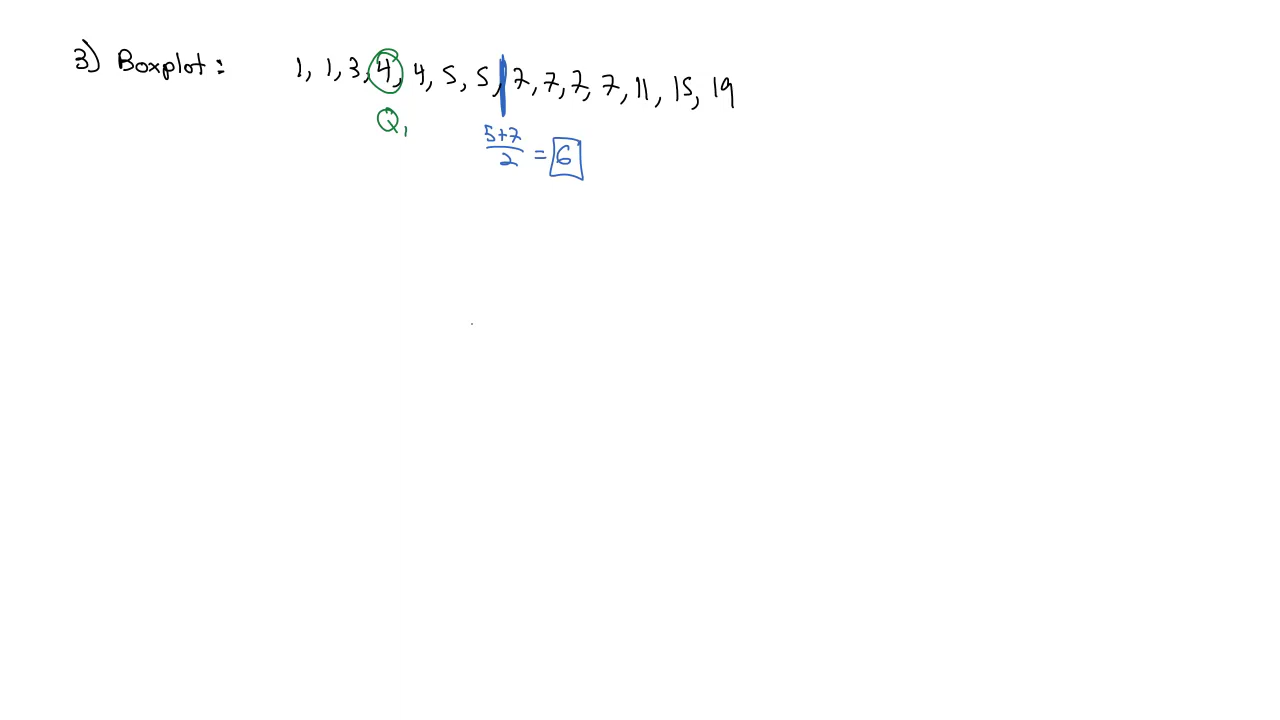 3) Boxplot: 1, 1, 3, 4, 4, 5, 5, 7, 7, 7, 7, 11, 15, 19
Q1
5+7
2
= 6